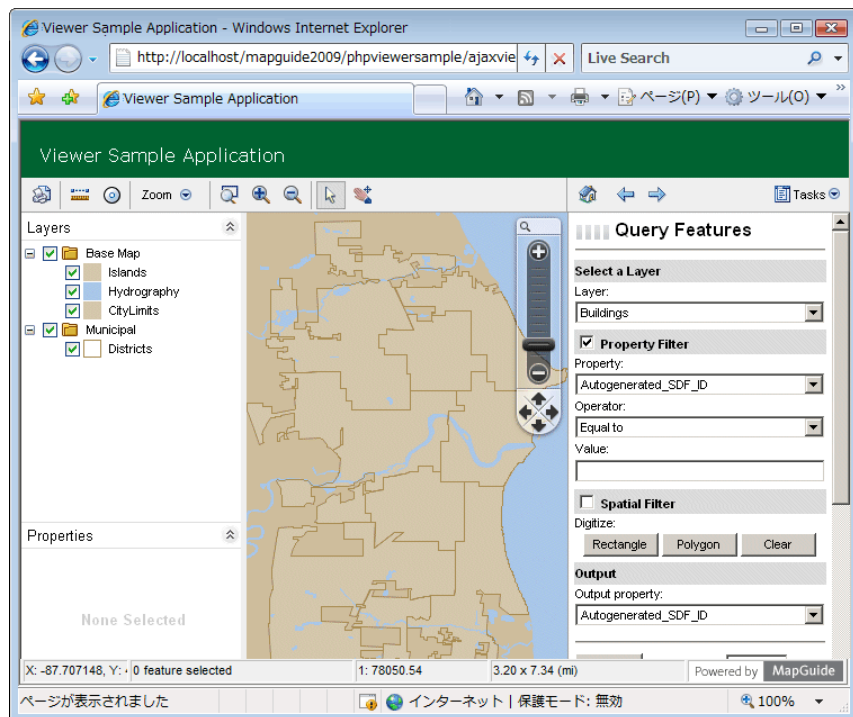 Viewer Sample Application - Windows Internet Explorer
http://localhost/mapguide2009/phpviewersample/ajaxvie
Live Search
Viewer Sample Application
ページ(P)
ツール(O)
»
Viewer Sample Application
Zoom
Tasks
Layers
Base Map
Islands
Hydrography
CityLimits
Municipal
Districts
Properties
None Selected
Query Features
Select a Layer
Layer:
Buildings
Property Filter
Property:
Autogenerated_SDF_ID
Operator:
Equal to
Value:
Spatial Filter
Digitize:
Rectangle Polygon Clear
Output
Output property:
Autogenerated_SDF_ID
X: -87.707148, Y: 0 feature selected 1: 78050.54 3.20 x 7.34 (mi) Powered by MapGuide
ページが表示されました インターネット | 保護モード: 無効 100%